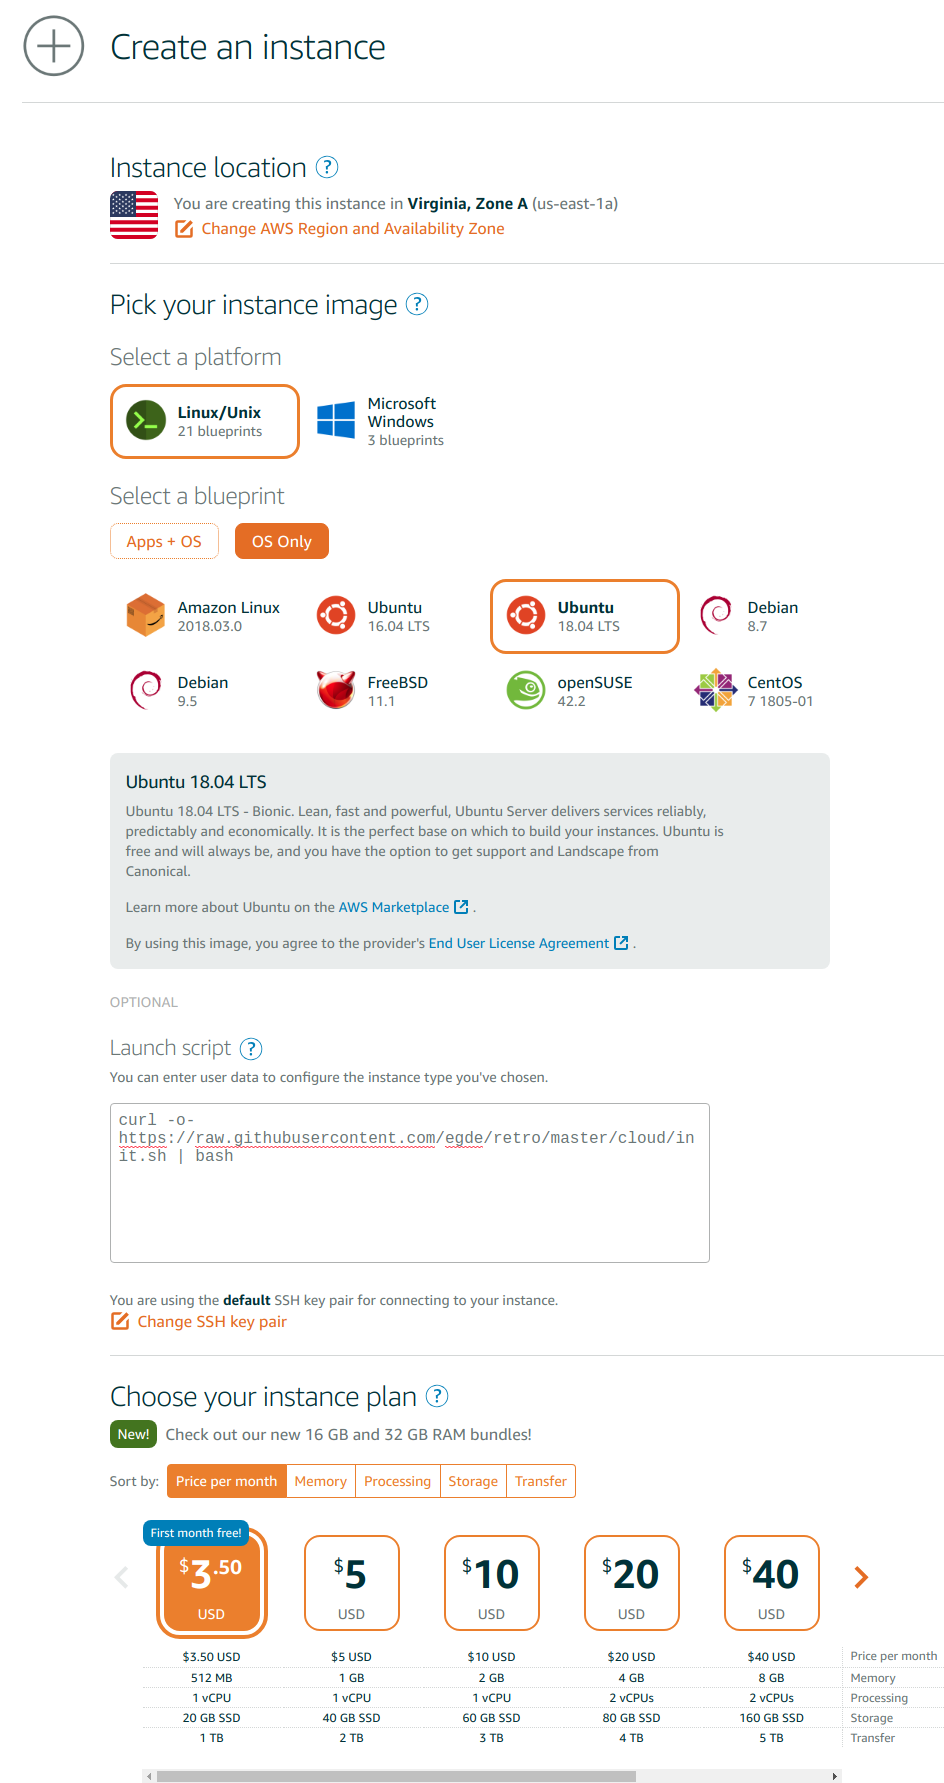 Create an instance
Instance location ?
You are creating this instance in Virginia, Zone A (us-east-1a)
Change AWS Region and Availability Zone
Pick your instance image ?
Select a platform
Linux/Unix
21 blueprints
Microsoft
Windows
3 blueprints
Select a blueprint
Apps + OS OS Only
Amazon Linux
2018.03.0
Ubuntu
16.04 LTS
Ubuntu
18.04 LTS
Debian
8.7
Debian
9.5
FreeBSD
11.1
openSUSE
42.2
CentOS
7 1805-01
Ubuntu 18.04 LTS
Ubuntu 18.04 LTS - Bionic. Lean, fast and powerful, Ubuntu Server delivers services reliably,
predictably and economically. It is the perfect base on which to build your instances. Ubuntu is
free and will always be, and you have the option to get support and Landscape from
Canonical.
Learn more about Ubuntu on the AWS Marketplace .
By using this image, you agree to the provider's End User License Agreement .
OPTIONAL
Launch script ?
You can enter user data to configure the instance type you've chosen.
curl -o-
https://raw.githubusercontent.com/egde/retro/master/cloud/in
it.sh | bash
You are using the default SSH key pair for connecting to your instance.
Change SSH key pair
Choose your instance plan ?
New! Check out our new 16 GB and 32 GB RAM bundles!
Sort by: Price per month Memory Processing Storage Transfer
First month free!
$3.50 $5 $10 $20 $40
USD USD USD USD USD
$3.50 USD $5 USD $10 USD $20 USD $40 USD Price per month
512 MB 1 GB 2 GB 4 GB 8 GB Memory
1 vCPU 1 vCPU 1 vCPU 2 vCPUs 2 vCPUs Processing
20 GB SSD 40 GB SSD 60 GB SSD 80 GB SSD 160 GB SSD Storage
1 TB 2 TB 3 TB 4 TB 5 TB Transfer